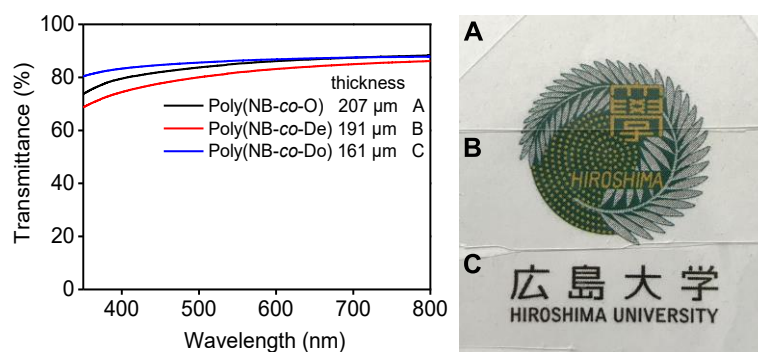 100
80
60
40
20
0
400
500
600
700
800
Transmittance (%)
Wavelength (nm)
thickness
Poly(NB-co-O) 207 μm A
Poly(NB-co-De) 191 μm B
Poly(NB-co-Do) 161 μm C
A
學
HIROSHIMA
B
C
広島大学
HIROSHIMA UNIVERSITY